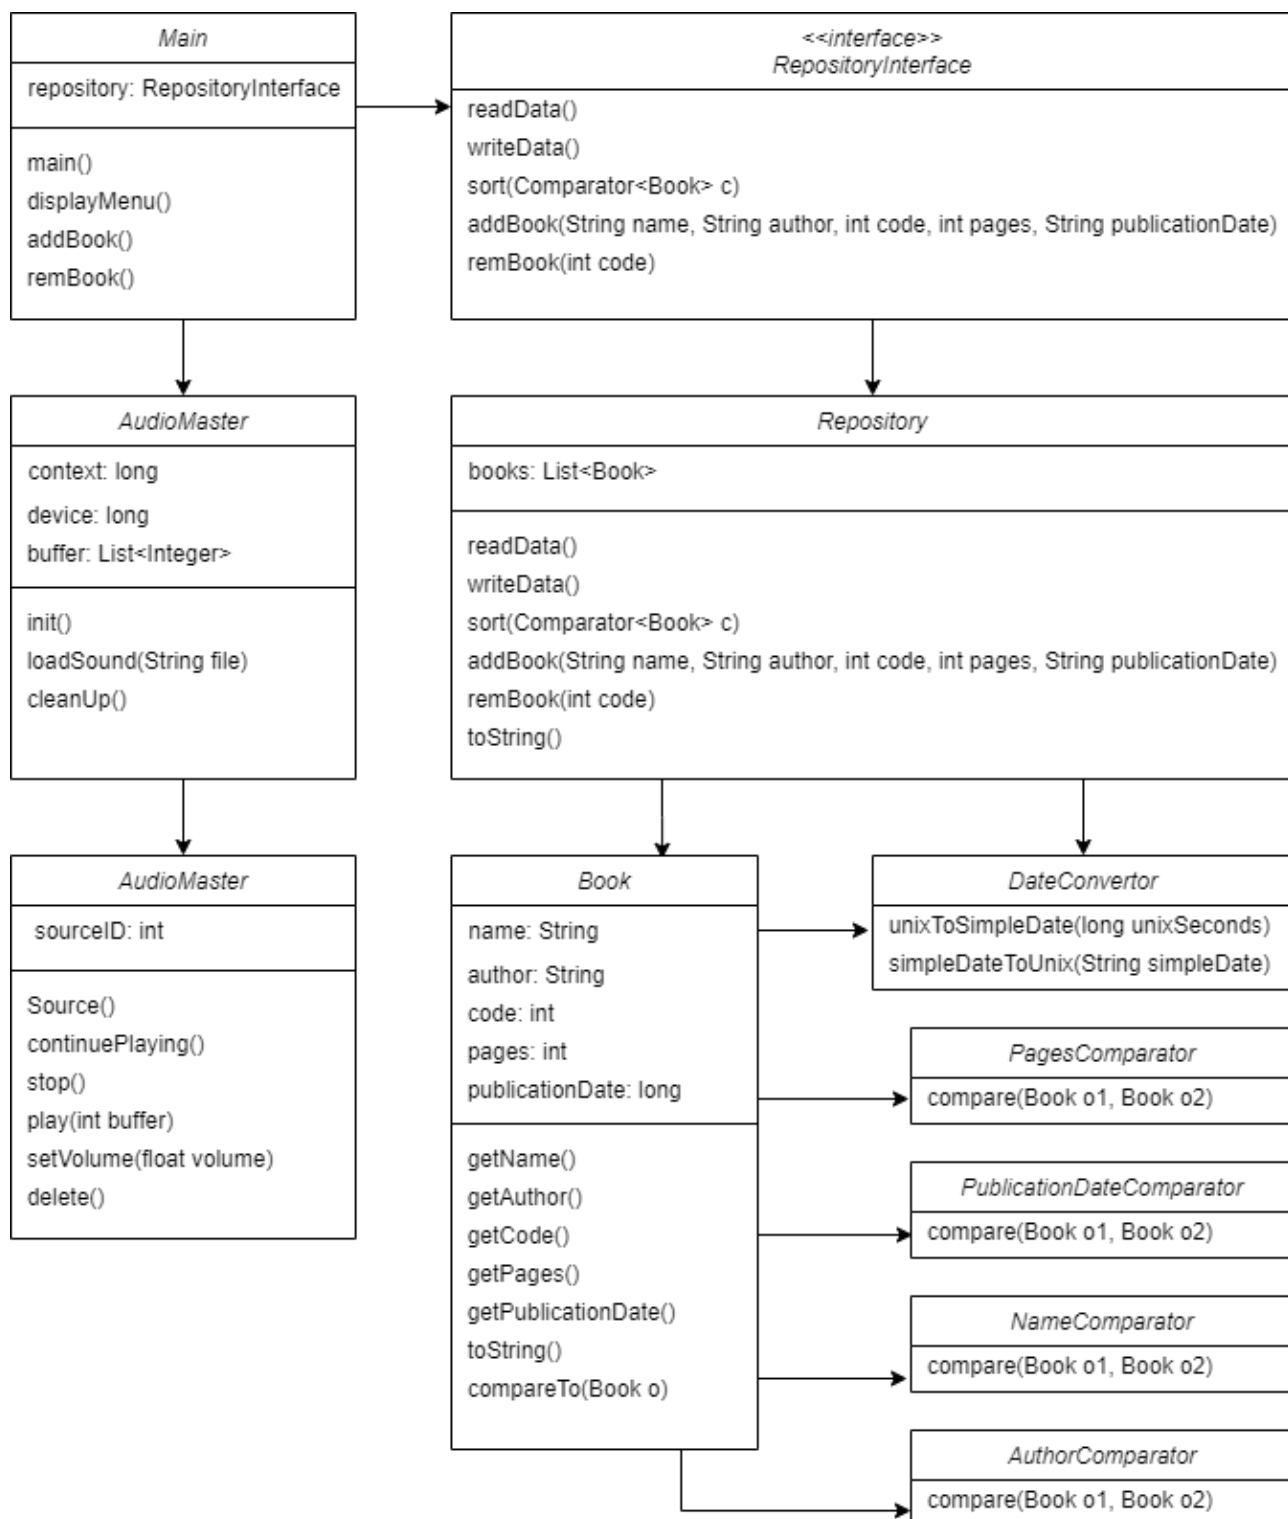 Main
repository: RepositoryInterface
main()
displayMenu()
addBook()
remBook()
<<interface>>
RepositoryInterface
readData()
writeData()
sort(Comparator<Book> c)
addBook(String name, String author, int code, int pages, String publicationDate)
remBook(int code)
AudioMaster
context: long
device: long
buffer: List<Integer>
init()
loadSound(String file)
cleanUp()
Repository
books: List<Book>
readData()
writeData()
sort(Comparator<Book> c)
addBook(String name, String author, int code, int pages, String publicationDate)
remBook(int code)
toString()
AudioMaster
sourceID: int
Source()
continuePlaying()
stop()
play(int buffer)
setVolume(float volume)
delete()
Book
name: String
author: String
code: int
pages: int
publicationDate: long
getName()
getAuthor()
getCode()
getPages()
getPublicationDate()
toString()
compareTo(Book o)
DateConvertor
unixToSimpleDate(long unixSeconds)
simpleDateToUnix(String simpleDate)
PagesComparator
compare(Book o1, Book o2)
PublicationDateComparator
compare(Book o1, Book o2)
NameComparator
compare(Book o1, Book o2)
AuthorComparator
compare(Book o1, Book o2)